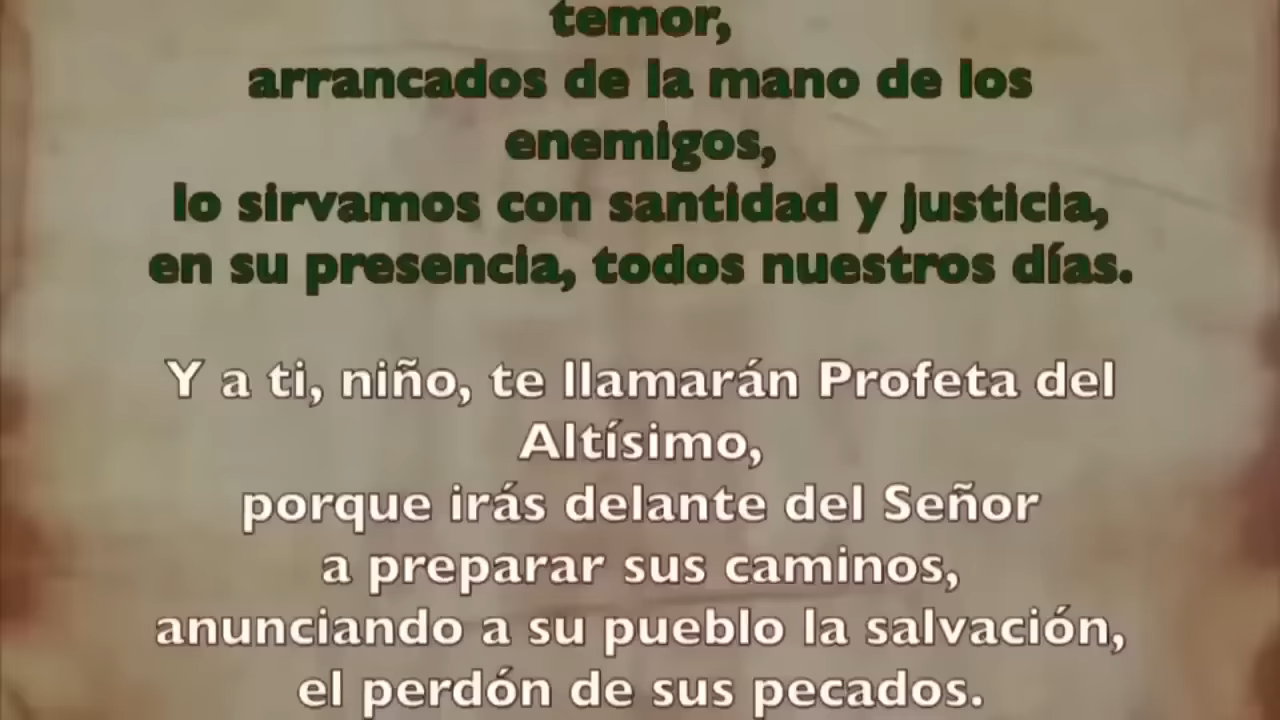 temor,
arrancados de la mano de los
enemigos,
lo sirvamos con santidad y justicia,
en su presencia, todos nuestros días.
Y a ti, niño, te llamarán Profeta del
Altísimo,
porque irás delante del Señor
a preparar sus caminos,
anunciando a su pueblo la salvación,
el perdón de sus pecados.